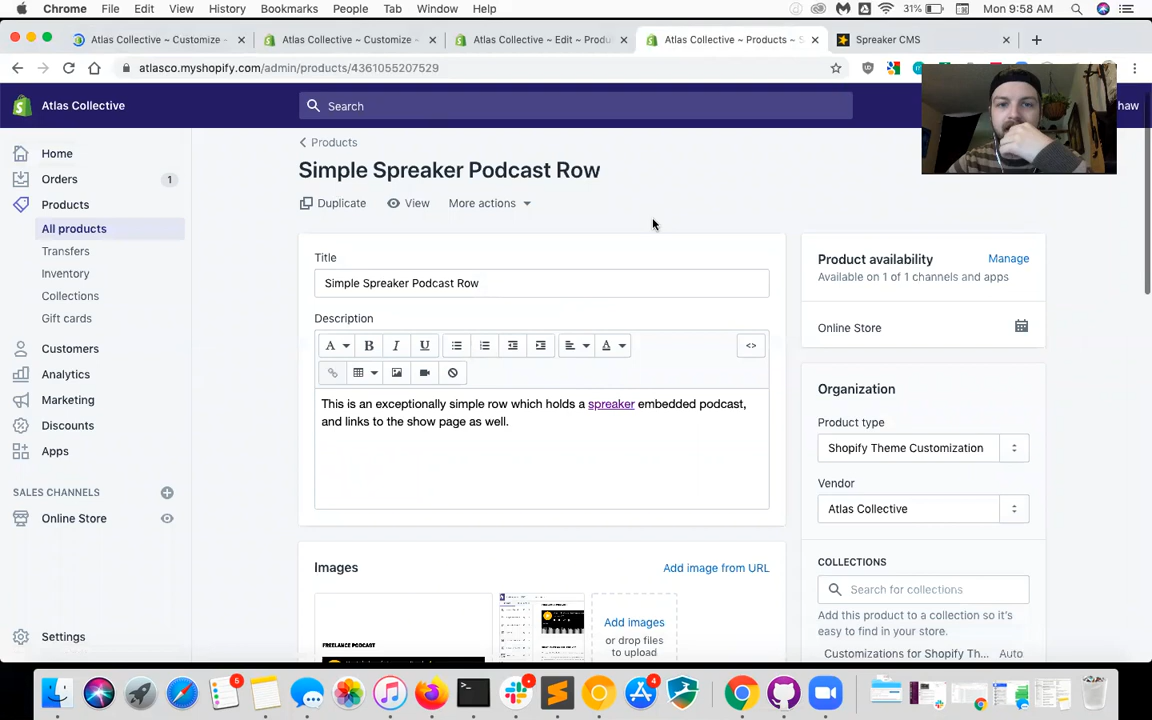 Chrome File Edit View History Bookmarks People Tab Window Help 31% Mon 9:58 AM
Atlas Collective ~ Customize ~ Atlas Collective ~ Customize ~ Atlas Collective ~ Edit ~ Produ Atlas Collective ~ Products ~ S Spreaker CMS
atlasco.myshopify.com/admin/products/4361055207529
Atlas Collective Search haw
Home
Orders 1
Products
All products
Transfers
Inventory
Collections
Gift cards
Customers
Analytics
Marketing
Discounts
Apps
SALES CHANNELS
Online Store
Settings
Products
Simple Spreaker Podcast Row
Duplicate View More actions
Title
Simple Spreaker Podcast Row
Description
A B I U A <>
This is an exceptionally simple row which holds a spreaker embedded podcast,
and links to the show page as well.
Images Add image from URL
FREELANCE PODCAST
Add images
or drop files
to upload
Product availability Manage
Available on 1 of 1 channels and apps
Online Store
Organization
Product type
Shopify Theme Customization
Vendor
Atlas Collective
COLLECTIONS
Search for collections
Add this product to a collection so it's
easy to find in your store.
Customizations for Shopify Th... Auto
5
4